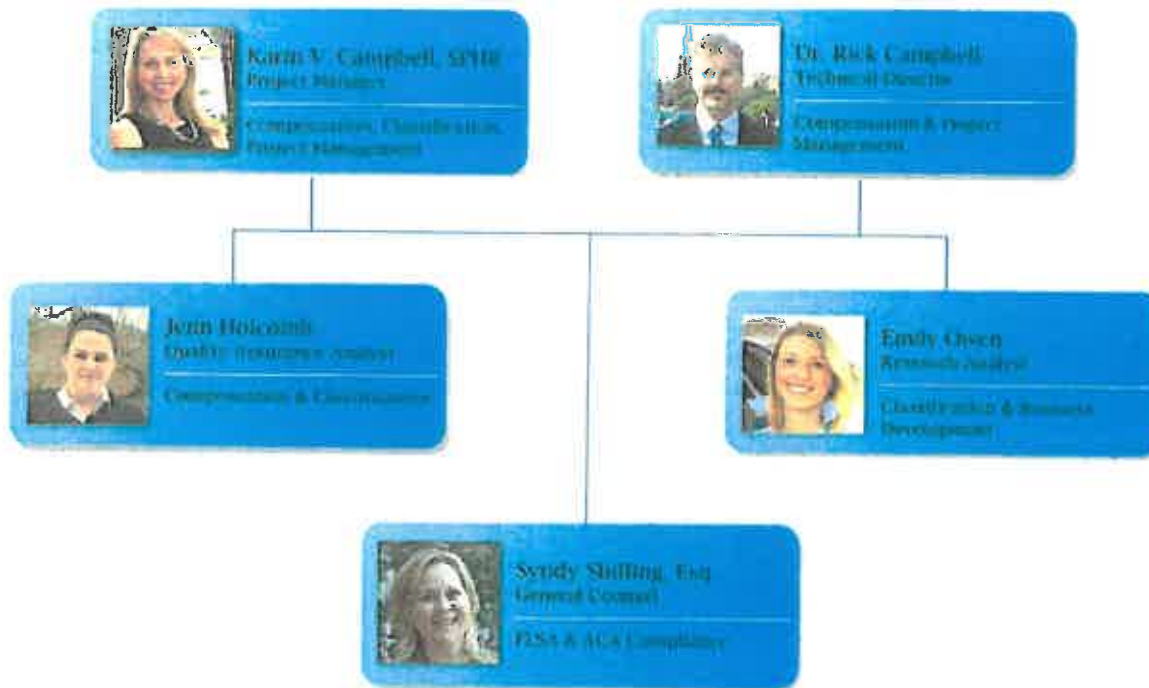 Karin V. Campbell, SPHR
Project Manager
Compensation, Classification,
Project Management
Dr. Rick Campbell
Technical Director
Compensation & Project
Management
Jenn Holcomb
Quality Assurance Analyst
Compensation & Classification
Emily Owen
Research Analyst
Classification & Business
Development
Syndy Shilling, Esq
General Counsel
FLSA & ACA Compliance